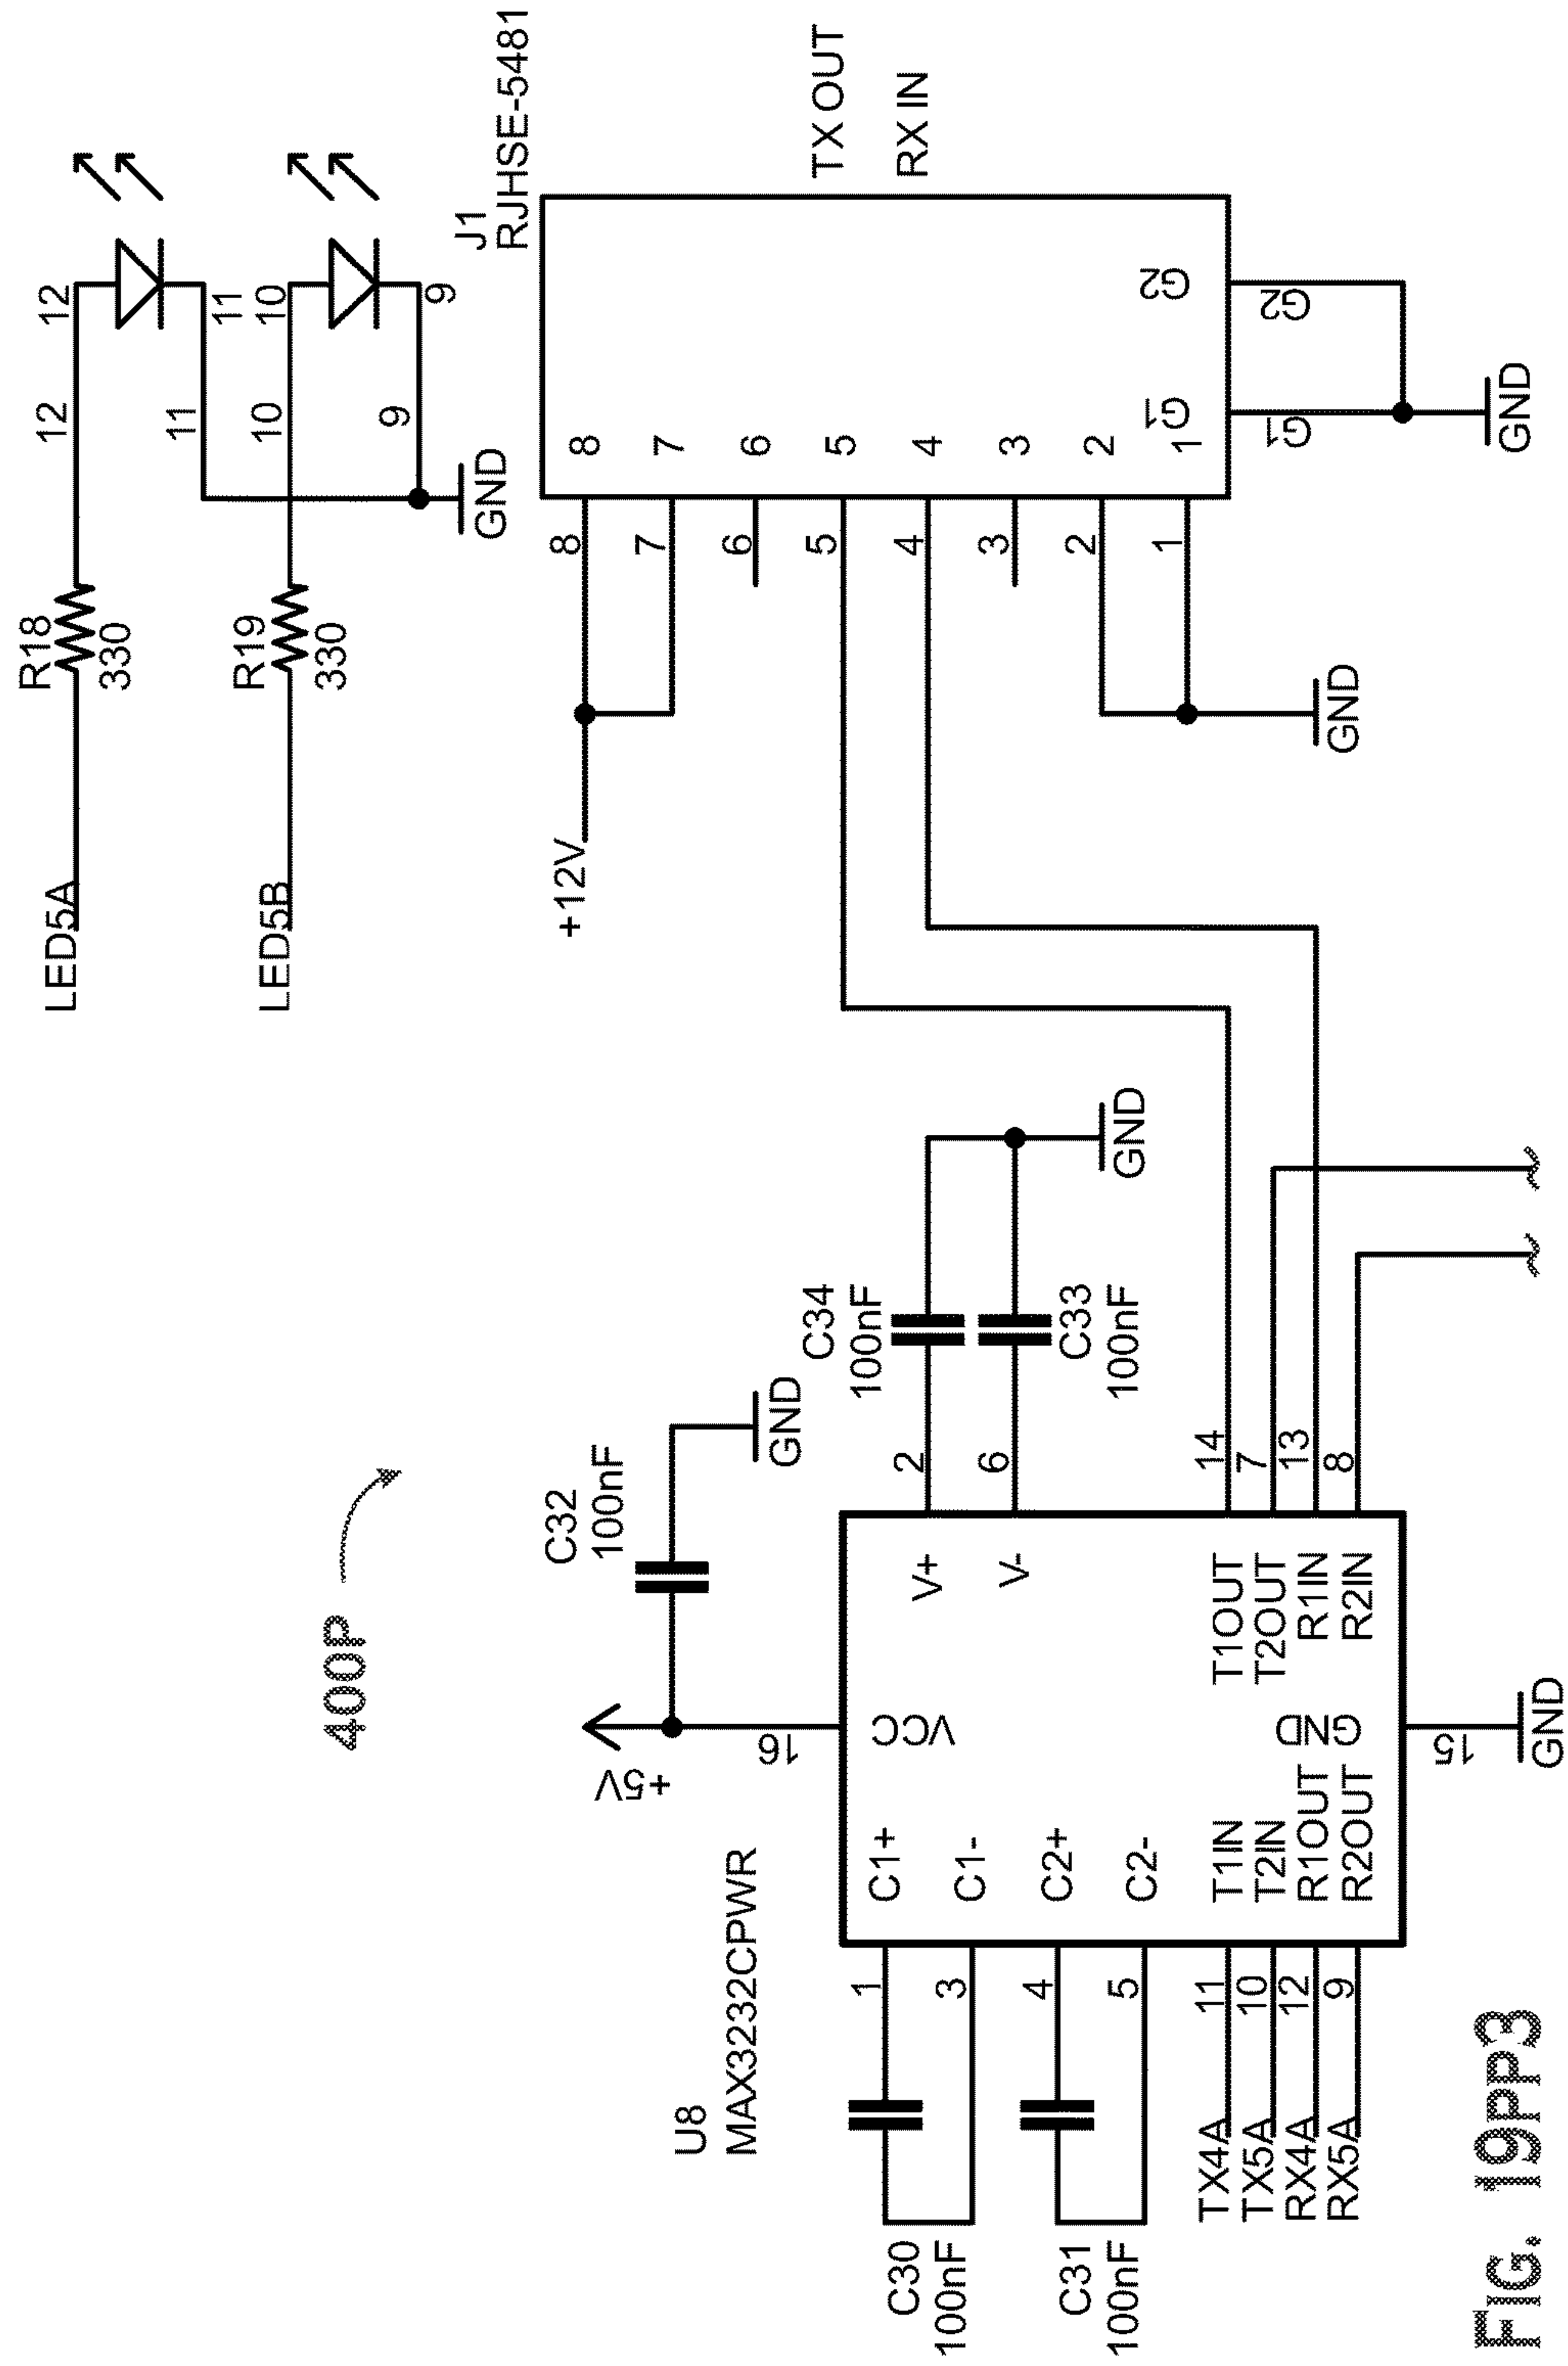 400P
LED5A
R18
330
12
12
11
11
LED5B
R19
330
10
10
9
9
GND
J1
RJHSE-5481
+12V
8
8
7
7
6
6
5
5
TX OUT
4
4
RX IN
3
3
2
2
1
1
G1
G1
G2
G2
GND
GND
U8
MAX3232CPWR
+5V
16
VCC
C32
100nF
GND
C30
100nF
1
C1+
3
C1-
C31
100nF
4
C2+
5
C2-
V+
2
C34
100nF
V-
6
C33
100nF
GND
TX4A
11
T1IN
T1OUT
14
TX5A
10
T2IN
T2OUT
7
RX4A
12
R1OUT
R1IN
13
RX5A
9
R2OUT
R2IN
8
GND
15
GND
FIG. 19PP3